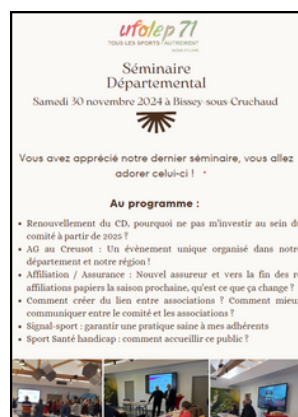 ufolep 71
TOUS LES SPORTS AUTREMENT
Séminaire
Départemental
Samedi 30 novembre 2024 à Bissey-sous-Cruchaud
Vous avez apprécié notre dernier séminaire, vous allez
adorer celui-ci !
Au programme :
• Renouvellement du CD, pourquoi ne pas m'investir au sein du
comité à partir de 2025 ?
• AG au Creusot : Un évènement unique organisé dans notre
département et notre région !
• Affiliation / Assurance : Nouvel assureur et vers la fin des
affiliations papiers la saison prochaine, qu'est ce que ça change ?
• Comment créer du lien entre associations ? Comment mieux
communiquer entre le comité et les associations ?
• Signal-sport : garantir une pratique saine à mes adhérents
• Sport Santé handicap : comment accueillir ce public ?